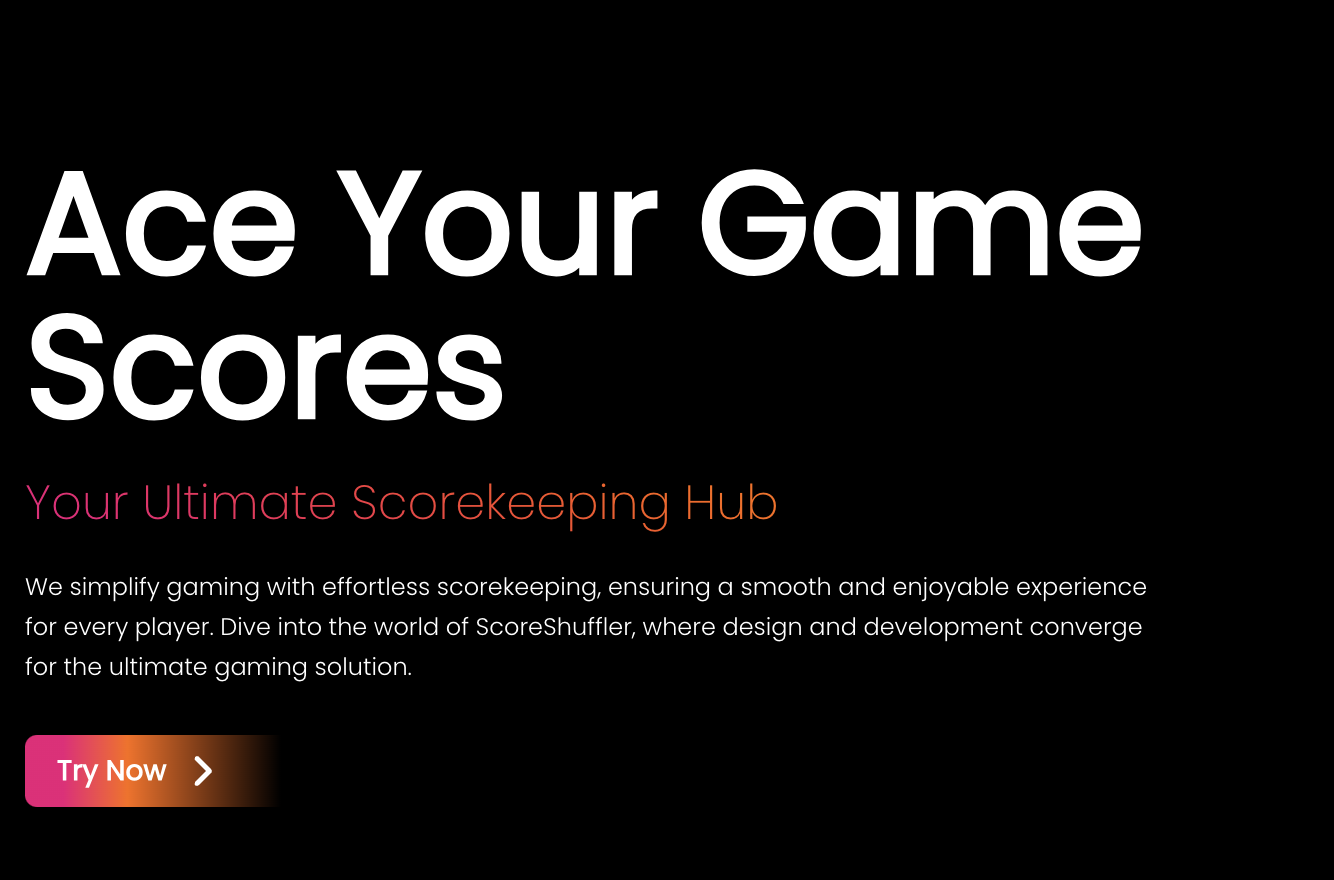 Ace Your Game
Scores
Your Ultimate Scorekeeping Hub
We simplify gaming with effortless scorekeeping, ensuring a smooth and enjoyable experience
for every player. Dive into the world of ScoreShuffler, where design and development converge
for the ultimate gaming solution.
Try Now